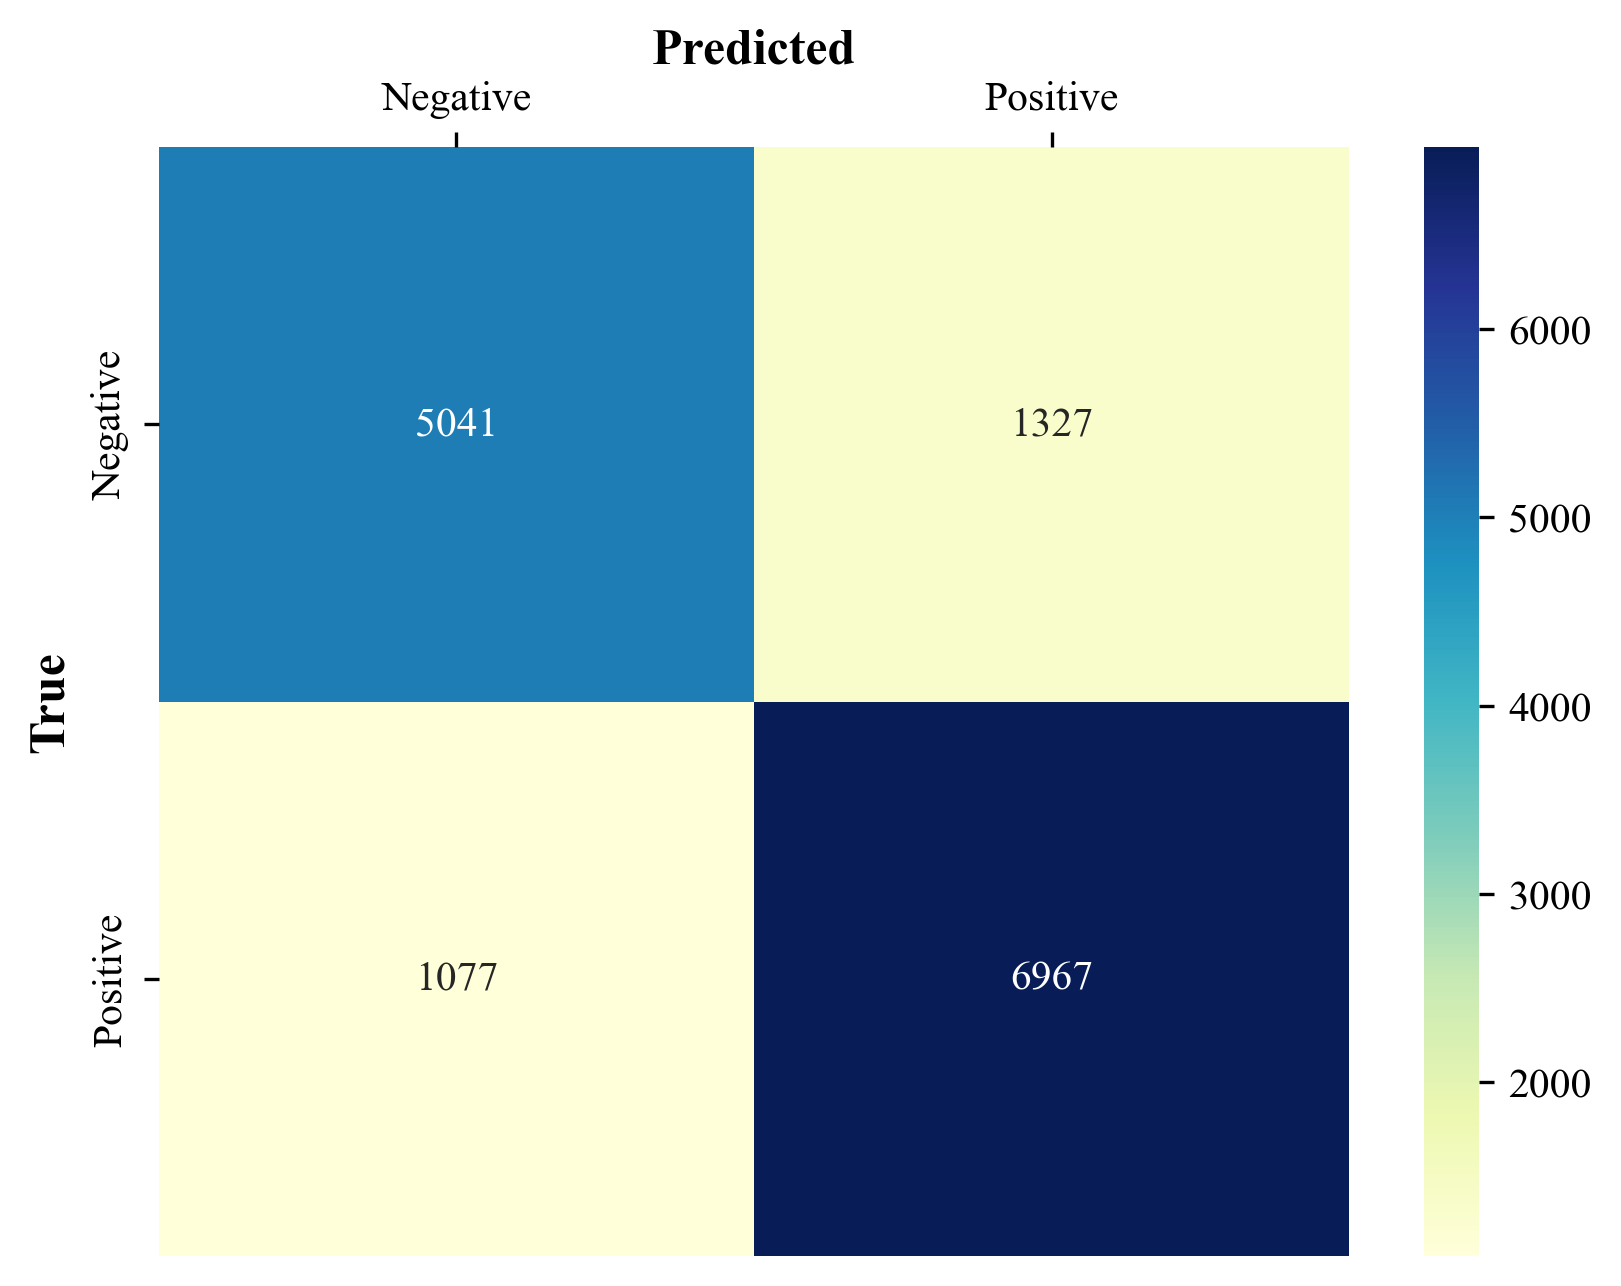 Predicted
Negative Positive
Negative
5041 1327
True
Positive
1077 6967
6000
5000
4000
3000
2000